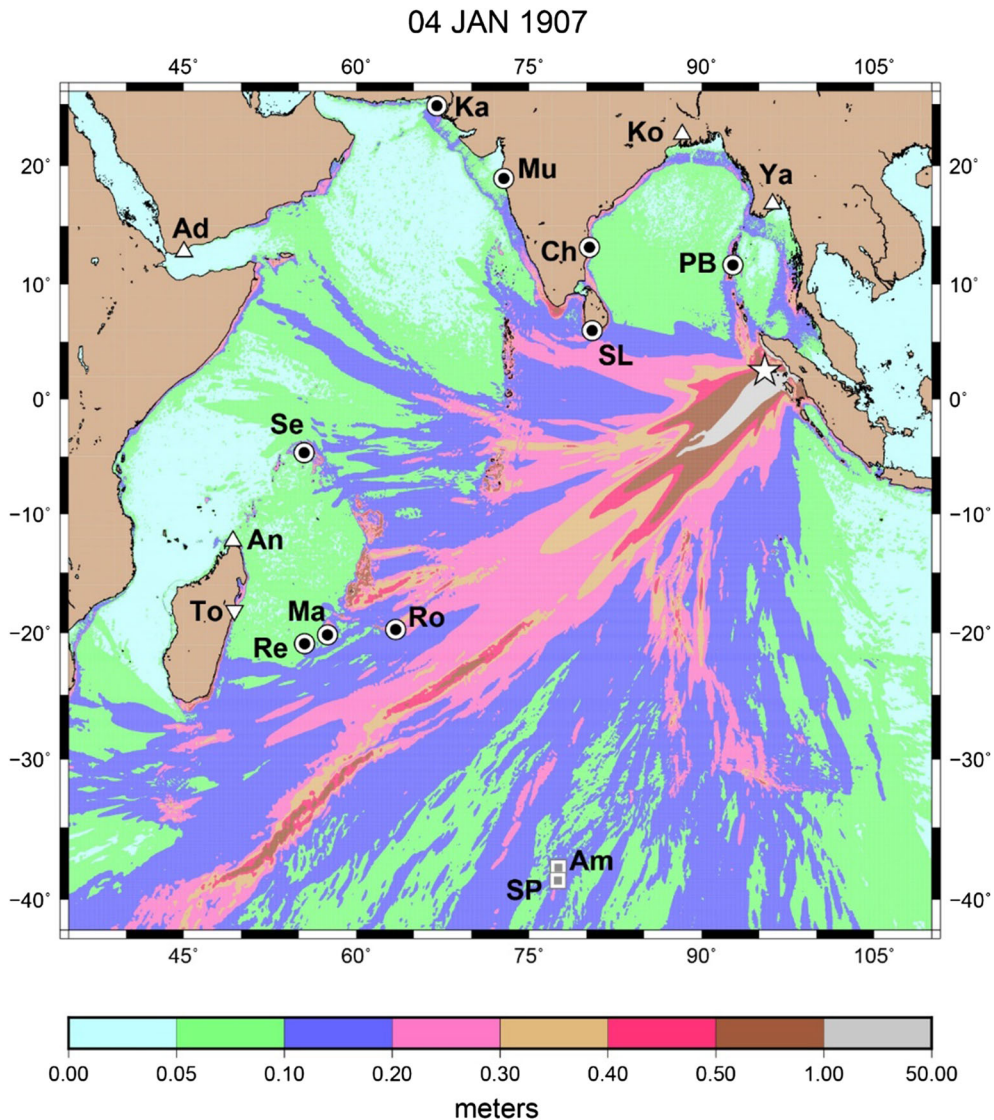 04 JAN 1907
45° 60° 75° 90° 105°
Ka
Ko
20° 20°
Mu
Ya
Ad
Ch
PB
10° 10°
SL
0° 0°
Se
−10° −10°
An
To
Ma
Ro
−20° −20°
Re
−30° −30°
Am
SP
−40° −40°
45° 60° 75° 90° 105°
0.00 0.05 0.10 0.20 0.30 0.40 0.50 1.00 50.00
meters